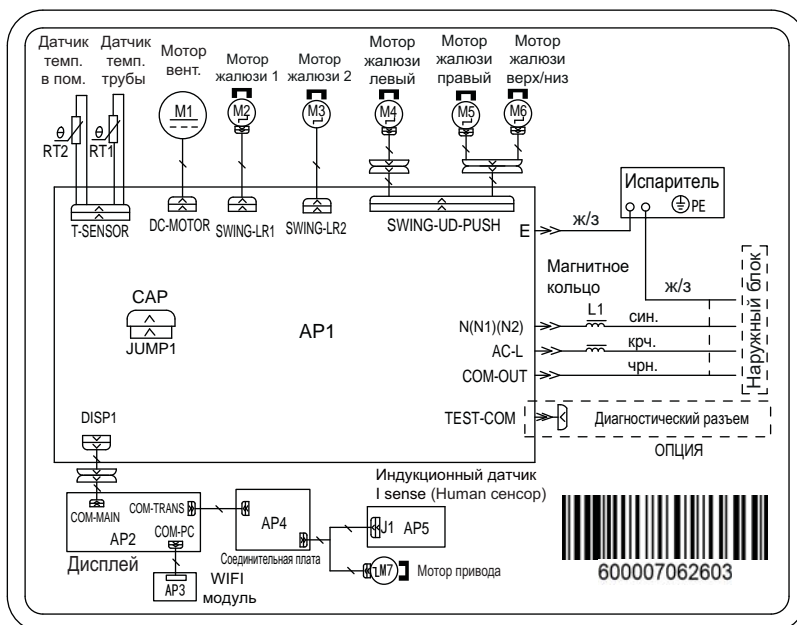 Датчик темп. в пом.
Датчик темп. трубы
Мотор вент.
Мотор жалюзи 1
Мотор жалюзи 2
Мотор жалюзи левый
Мотор жалюзи правый
Мотор жалюзи верх/низ
θ RT2
θ RT1
M1
M2
M3
M4
M5
M6
T-SENSOR
DC-MOTOR
SWING-LR1
SWING-LR2
SWING-UD-PUSH
E
ж/з
Испаритель
PE
ж/з
Магнитное кольцо
L1
CAP
JUMP1
AP1
N(N1)(N2)
син.
AC-L
крч.
COM-OUT
чрн.
Наружный блок
TEST-COM
Диагностический разъем
ОПЦИЯ
DISP1
COM-MAIN
COM-TRANS
COM-PC
AP2
Дисплей
AP3
WIFI модуль
AP4
Соединительная плата
Индукционный датчик
I sense (Human сенсор)
J1 AP5
M7
Мотор привода
600007062603